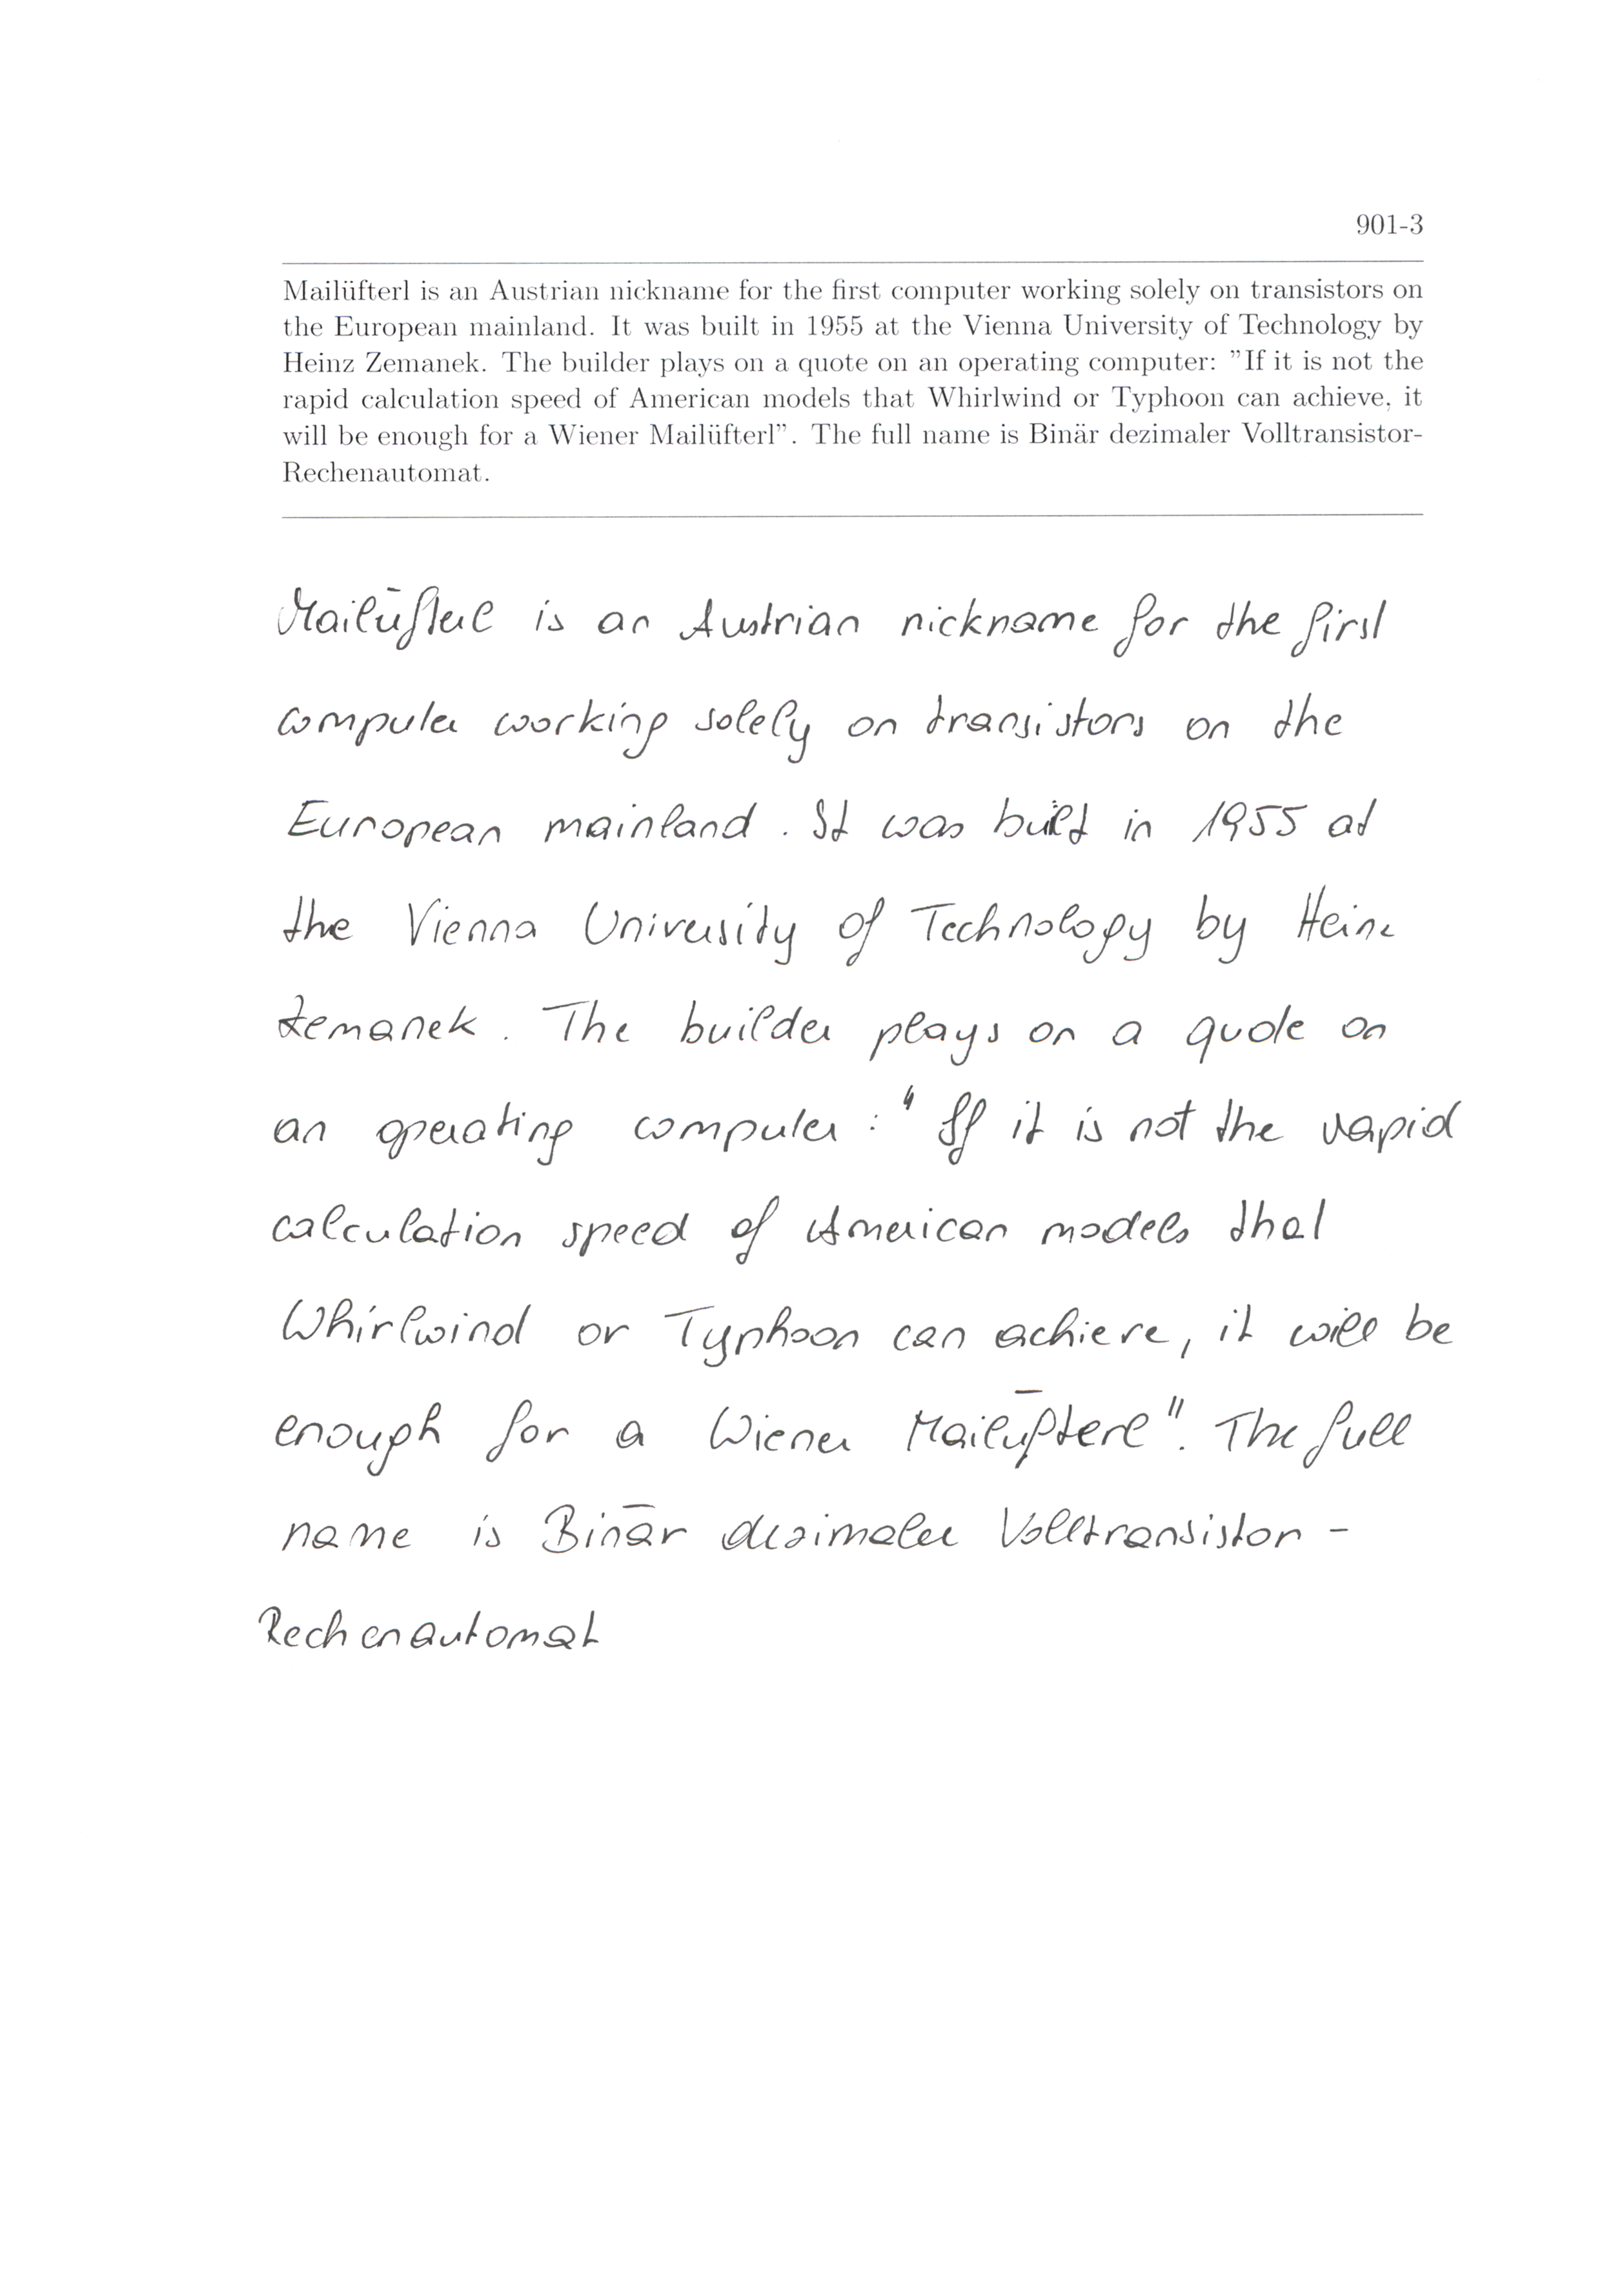 901-3
Mailüfterl is an Austrian nickname for the first computer working solely on transistors on
the European mainland. It was built in 1955 at the Vienna University of Technology by
Heinz Zemanek. The builder plays on a quote on an operating computer: "If it is not the
rapid calculation speed of American models that Whirlwind or Typhoon can achieve, it
will be enough for a Wiener Mailüfterl". The full name is Binär dezimaler Volltransistor-
Rechenautomat.
Mailüfterl is an Austrian nickname for the first
computer working solely on transistors on the
European mainland. It was built in 1955 at
the Vienna University of Technology by Heinz
Zemanek. The builder plays on a quote on
an operating computer: "If it is not the rapid
calculation speed of American models that
Whirlwind or Typhoon can achieve, it will be
enough for a Wiener Mailüfterl". The full
name is Binär dezimaler Volltransistor-
Rechenautomat